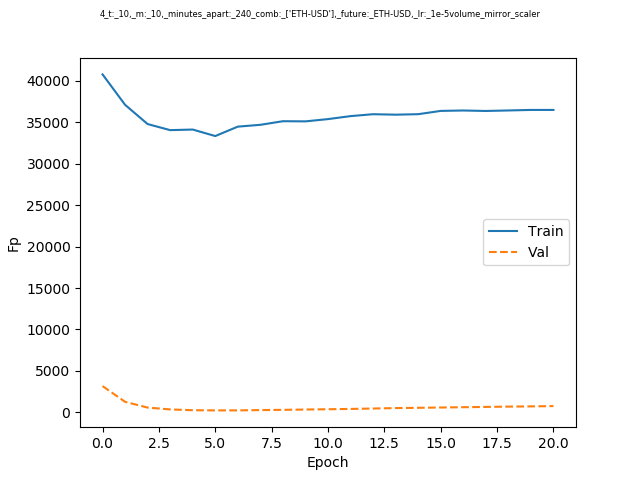 4_t:_10,_m:_10,_minutes_apart:_240_comb:_['ETH-USD'],_future:_ETH-USD,_lr:_1e-5volume_mirror_scaler
40000
35000
30000
25000
20000
15000
10000
5000
0
Fp
Train
Val
0.0 2.5 5.0 7.5 10.0 12.5 15.0 17.5 20.0
Epoch